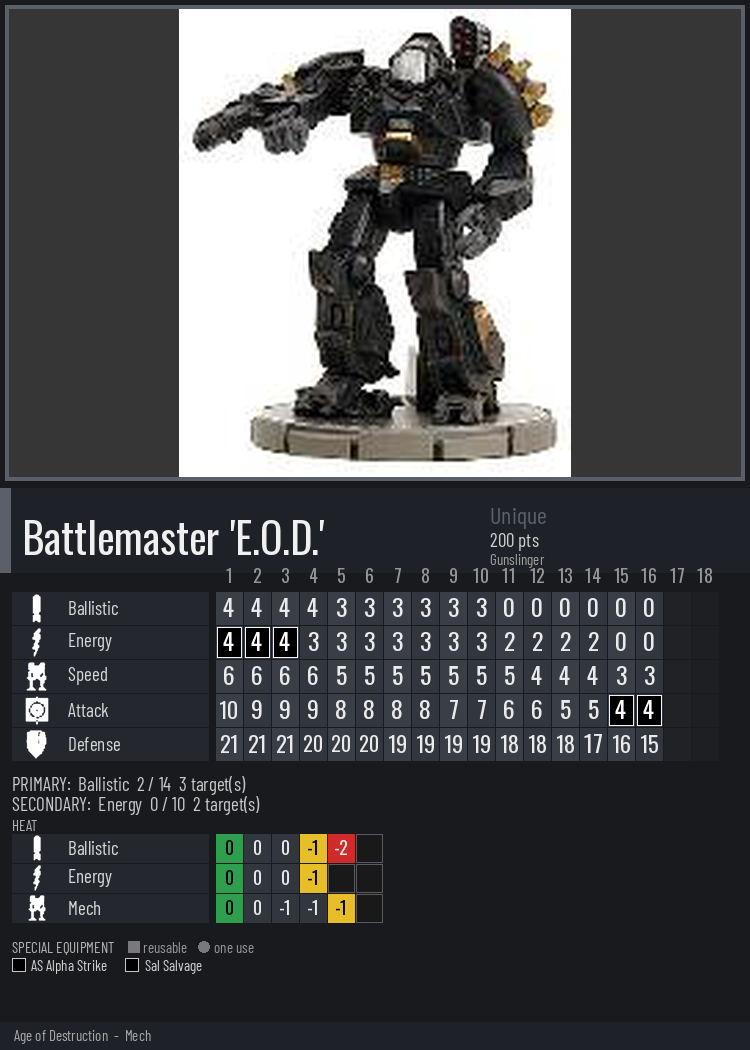 Battlemaster 'E.O.D.'
Unique
200 pts
Gunslinger
1 2 3 4 5 6 7 8 9 10 11 12 13 14 15 16 17 18
Ballistic 4 4 4 4 3 3 3 3 3 3 0 0 0 0 0 0
Energy 4 4 4 3 3 3 3 3 3 3 2 2 2 2 0 0
Speed 6 6 6 6 5 5 5 5 5 5 5 4 4 4 3 3
Attack 10 9 9 9 8 8 8 8 7 7 6 6 5 5 4 4
Defense 21 21 21 20 20 20 19 19 19 19 18 18 18 17 16 15
PRIMARY: Ballistic 2 / 14 3 target(s)
SECONDARY: Energy 0 / 10 2 target(s)
HEAT
Ballistic 0 0 0 -1 -2
Energy 0 0 0 -1
Mech 0 0 -1 -1 -1
SPECIAL EQUIPMENT reusable one use
AS Alpha Strike Sal Salvage
Age of Destruction - Mech